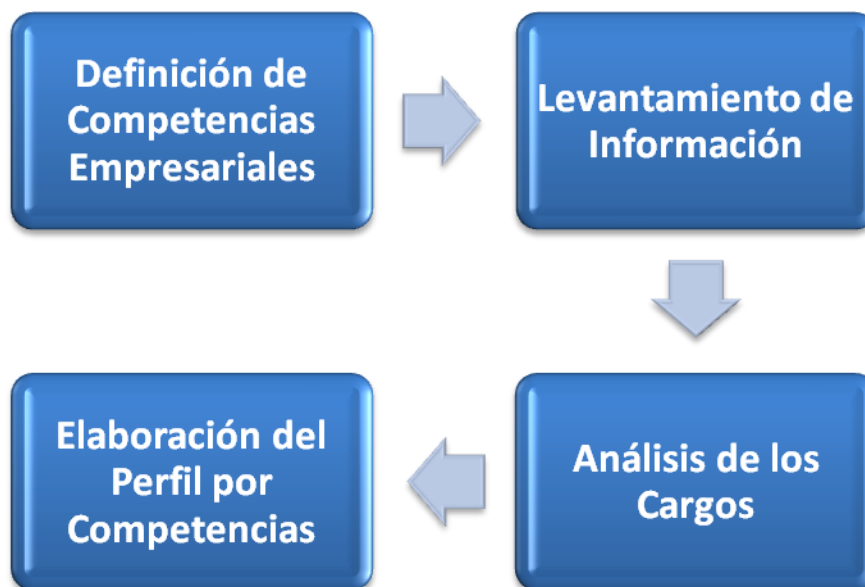 Definición de
Competencias
Empresariales
Levantamiento de
Información
Análisis de los
Cargos
Elaboración del
Perfil por
Competencias